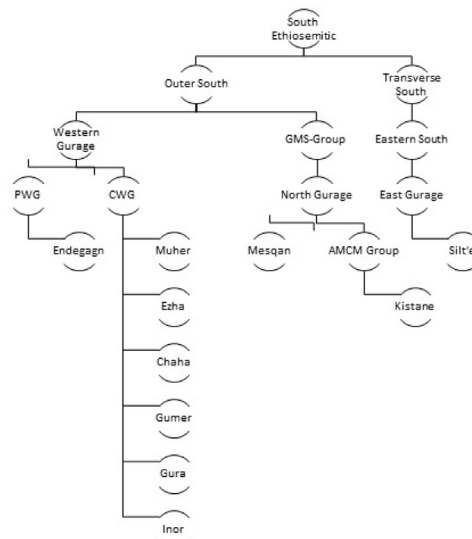 South
Ethiosemitic
Outer South
Transverse
South
Western
Gurage
GMS-Group
Eastern South
PWG
CWG
North Gurage
East Gurage
Endegagn
Muher
Mesqan
AMCM Group
Silt'e
Ezha
Kistane
Chaha
Gumer
Gura
Inor